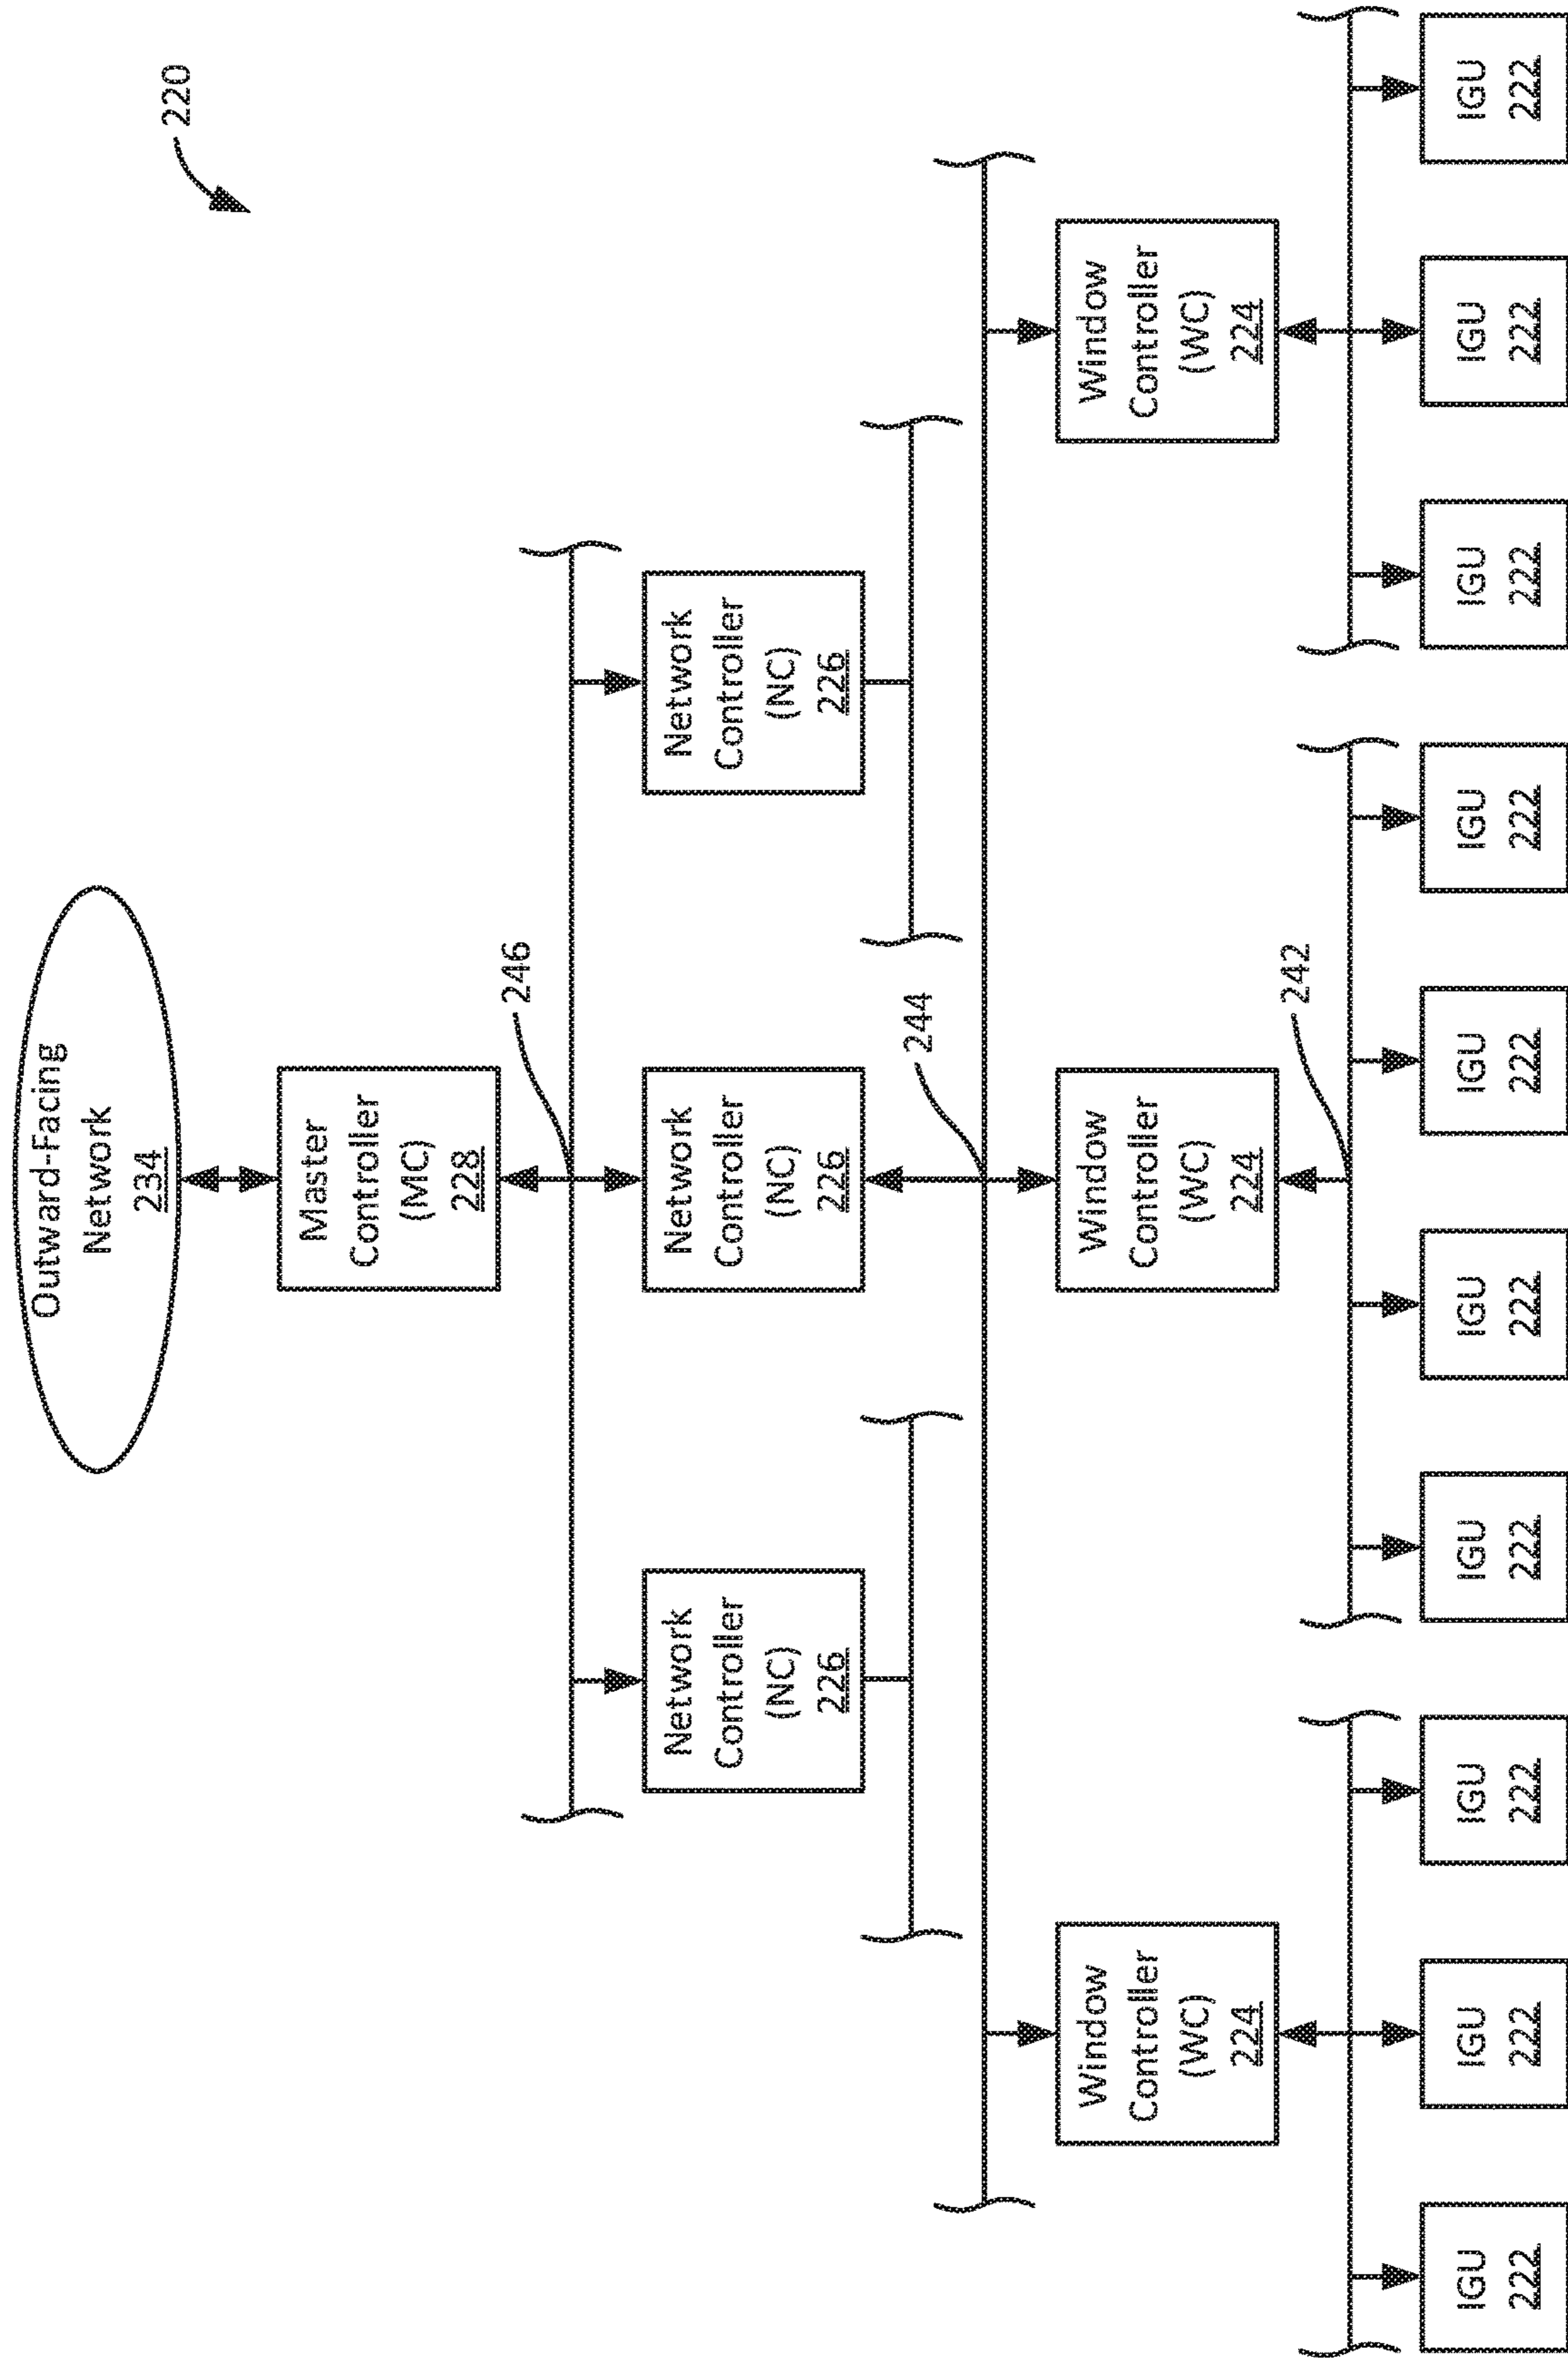 Outward-Facing
Network
234
220
Master
Controller
(MC)
228
246
Network
Controller
(NC)
226
Network
Controller
(NC)
226
Network
Controller
(NC)
226
244
Window
Controller
(WC)
224
Window
Controller
(WC)
224
Window
Controller
(WC)
224
242
IGU
222
IGU
222
IGU
222
IGU
222
IGU
222
IGU
222
IGU
222
IGU
222
IGU
222
IGU
222